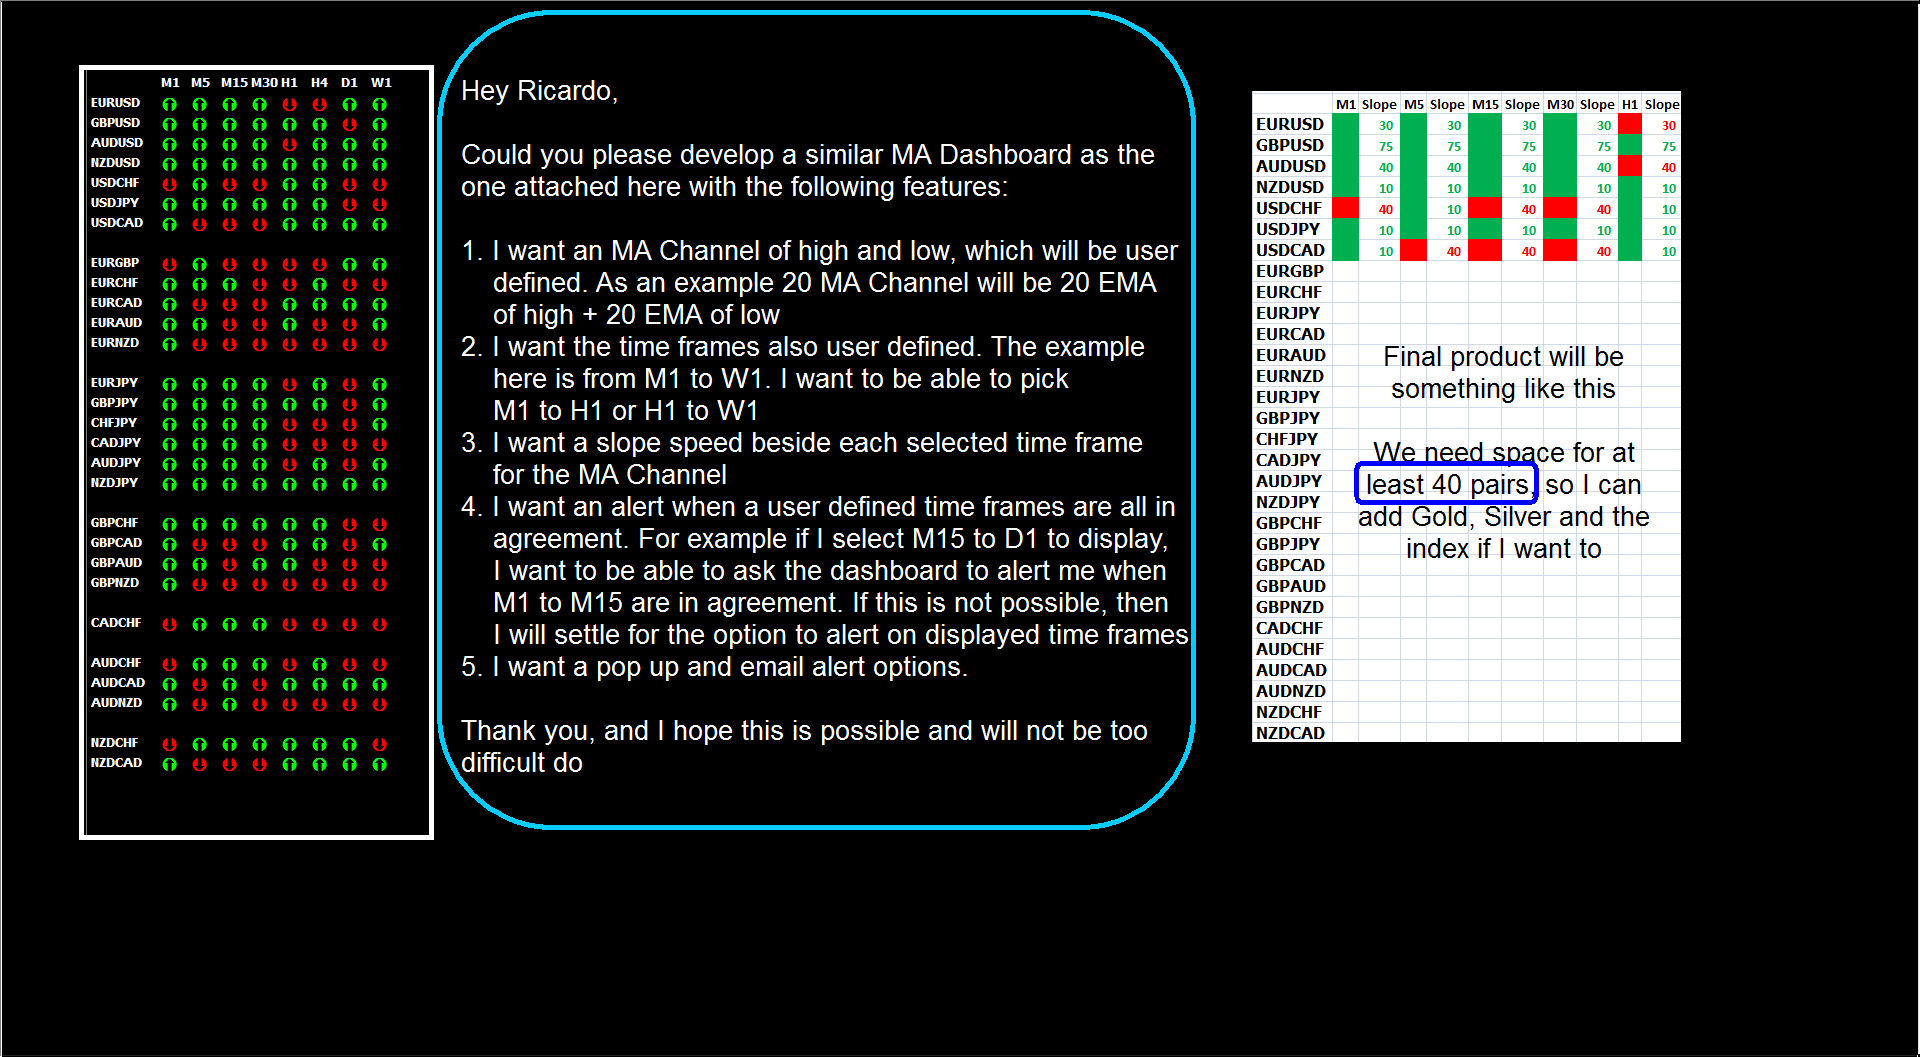 M1 M5 M15 M30 H1 H4 D1 W1
EURUSD
GBPUSD
AUDUSD
NZDUSD
USDCHF
USDJPY
USDCAD
EURGBP
EURCHF
EURCAD
EURAUD
EURNZD
EURJPY
GBPJPY
CHFJPY
CADJPY
AUDJPY
NZDJPY
GBPCHF
GBPCAD
GBPAUD
GBPNZD
CADCHF
AUDCHF
AUDCAD
AUDNZD
NZDCHF
NZDCAD
Hey Ricardo,
Could you please develop a similar MA Dashboard as the
one attached here with the following features:
1. I want an MA Channel of high and low, which will be user
defined. As an example 20 MA Channel will be 20 EMA
of high + 20 EMA of low
2. I want the time frames also user defined. The example
here is from M1 to W1. I want to be able to pick
M1 to H1 or H1 to W1
3. I want a slope speed beside each selected time frame
for the MA Channel
4. I want an alert when a user defined time frames are all in
agreement. For example if I select M15 to D1 to display,
I want to be able to ask the dashboard to alert me when
M1 to M15 are in agreement. If this is not possible, then
I will settle for the option to alert on displayed time frames
5. I want a pop up and email alert options.
Thank you, and I hope this is possible and will not be too
difficult do
M1 Slope M5 Slope M15 Slope M30 Slope H1 Slope
EURUSD 30 30 30 30 30
GBPUSD 75 75 75 75 75
AUDUSD 40 40 40 40 40
NZDUSD 10 10 10 10 10
USDCHF 40 10 40 40 10
USDJPY 10 10 10 10 10
USDCAD 10 40 40 40 10
EURGBP
EURCHF
EURJPY
EURCAD
EURAUD
EURNZD
EURJPY
GBPJPY
CHFJPY
CADJPY
AUDJPY
NZDJPY
GBPCHF
GBPJPY
GBPCAD
GBPAUD
GBPNZD
CADCHF
AUDCHF
AUDCAD
AUDNZD
NZDCHF
NZDCAD
Final product will be
something like this
We need space for at
least 40 pairs, so I can
add Gold, Silver and the
index if I want to